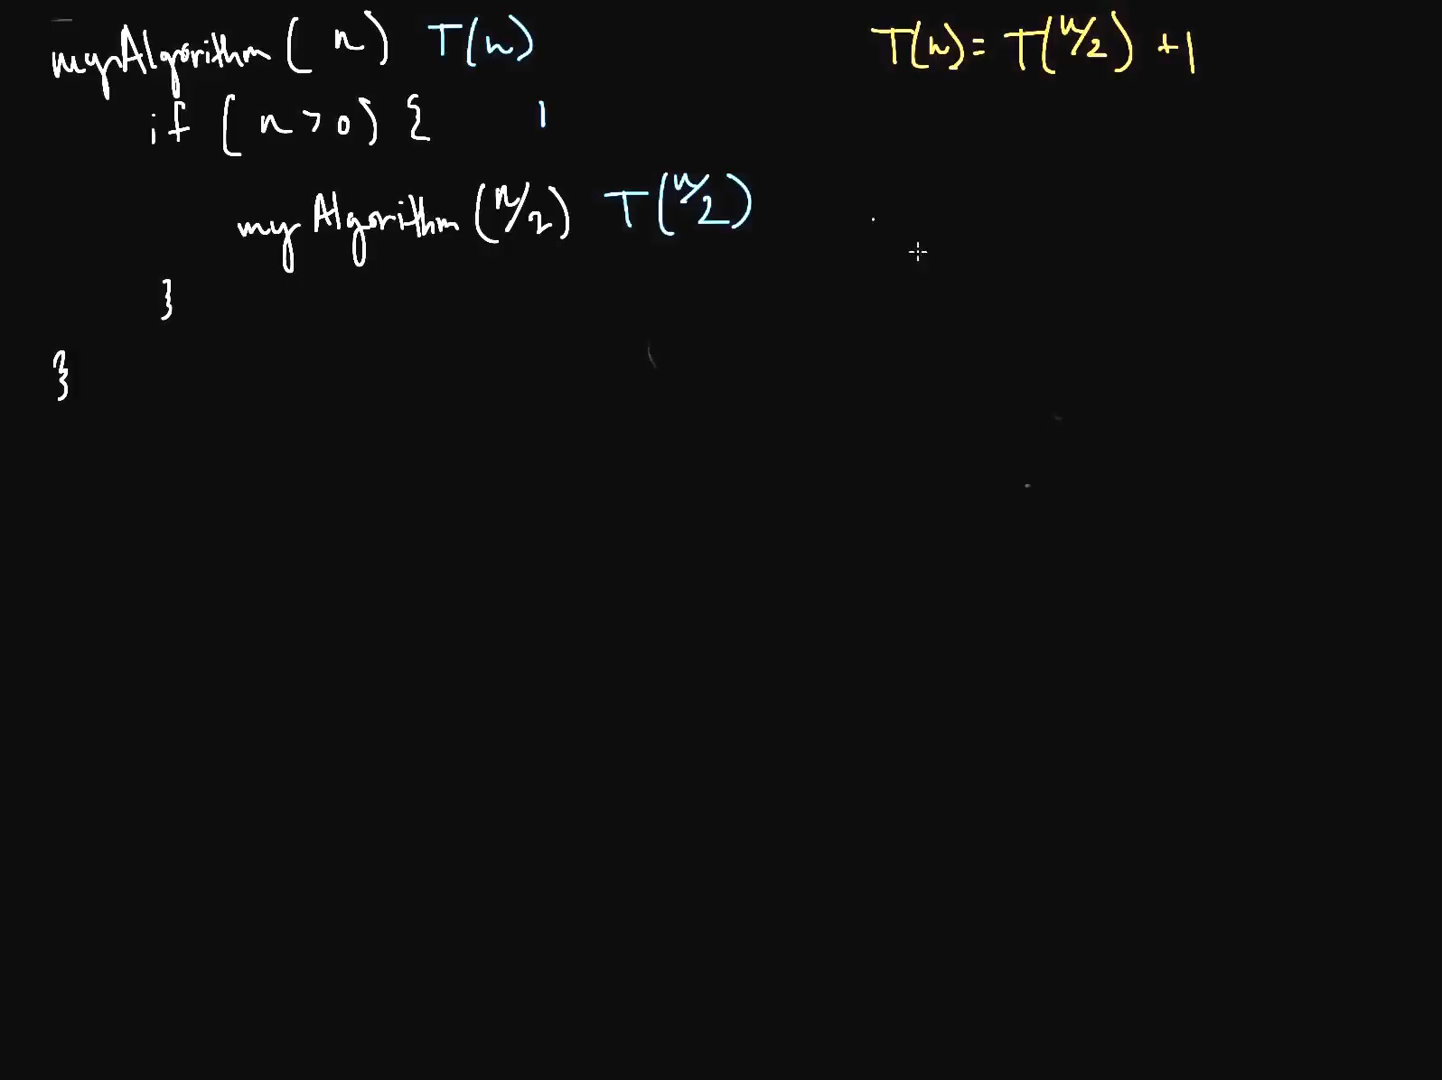 myAlgorithm( n ) T(n)
if ( n > 0 ) { 1
myAlgorithm(n/2) T(n/2)
}
}
T(n) = T(n/2) + 1